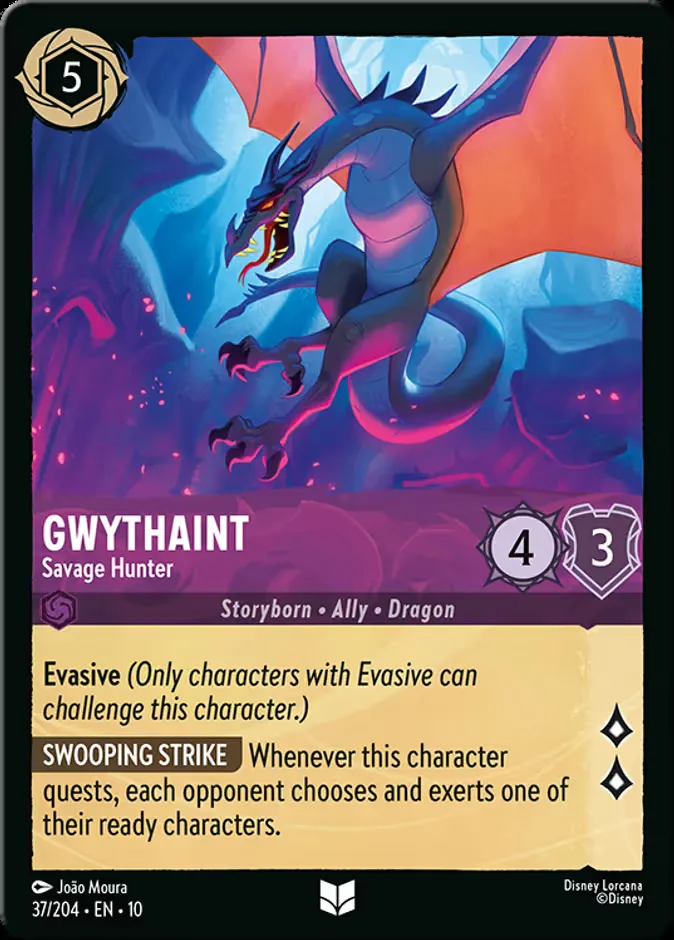 5
GWYTHAINT
Savage Hunter
4
3
Storyborn • Ally • Dragon
Evasive (Only characters with Evasive can
challenge this character.)
SWOOPING STRIKE Whenever this character
quests, each opponent chooses and exerts one of
their ready characters.
João Moura
37/204 • EN • 10
Disney Lorcana
©Disney